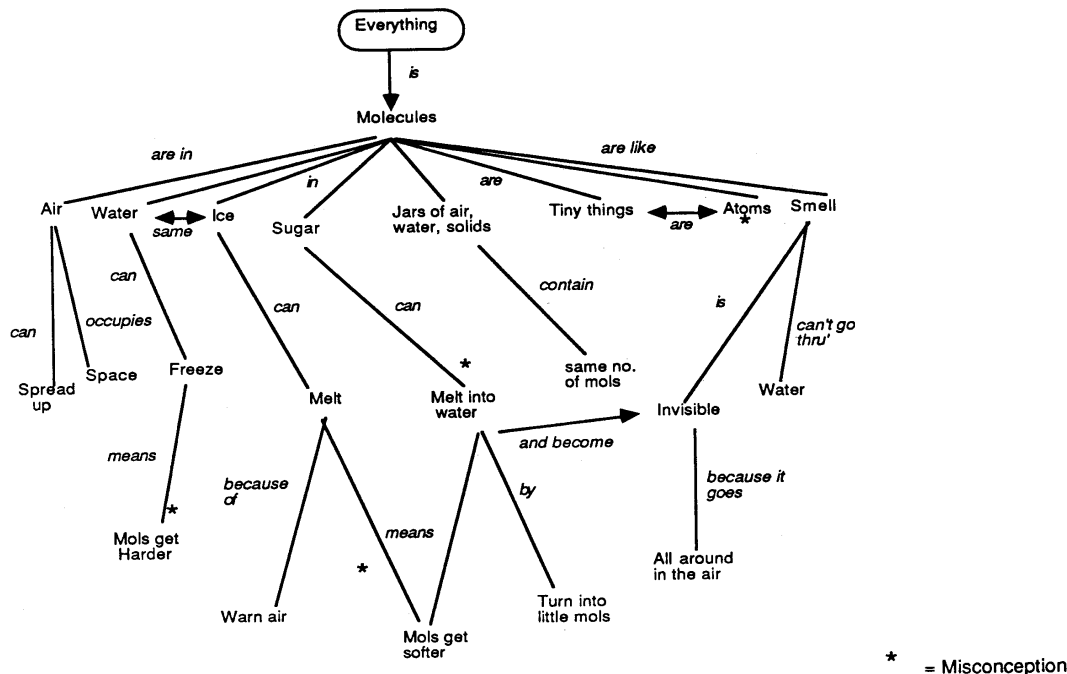 Everything
is
Molecules
are in
in
are
are like
Air
Water
same
Ice
Sugar
Jars of air,
water, solids
Tiny things
are
Atoms
*
Smell
can
occupies
can
can
can
contain
is
can't go
thru'
Spread
up
Space
Freeze
Melt
*
Melt into
water
same no.
of mols
Invisible
Water
means
*
Mols get
Harder
because
of
means
*
and become
by
because it
goes
Warn air
Mols get
softer
Turn into
little mols
All around
in the air
* = Misconception